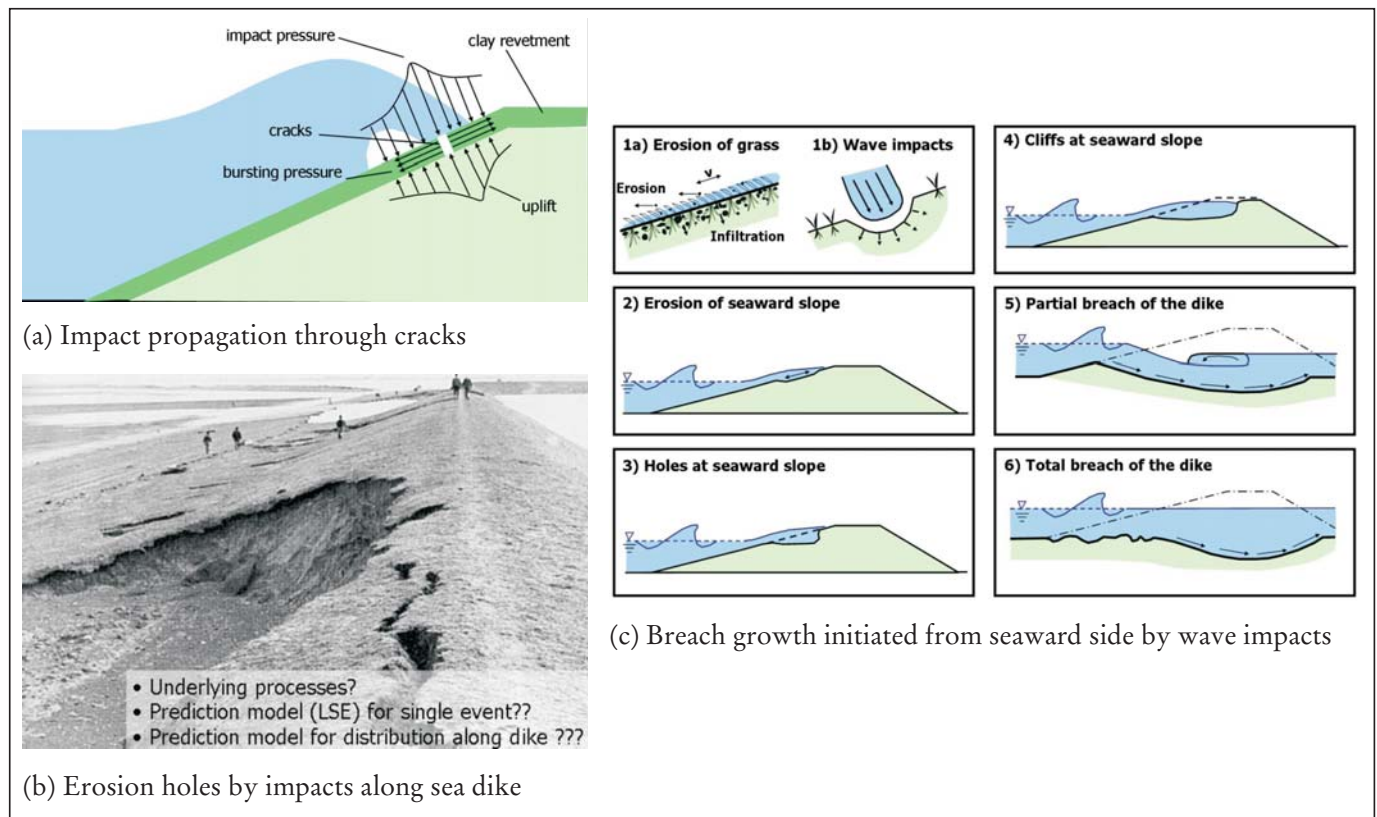 impact pressure
clay revetment
cracks
bursting pressure
uplift
(a) Impact propagation through cracks
• Underlying processes?
• Prediction model (LSE) for single event??
• Prediction model for distribution along dike ???
(b) Erosion holes by impacts along sea dike
1a) Erosion of grass
1b) Wave impacts
v
Erosion
Infiltration
2) Erosion of seaward slope
3) Holes at seaward slope
4) Cliffs at seaward slope
5) Partial breach of the dike
6) Total breach of the dike
(c) Breach growth initiated from seaward side by wave impacts